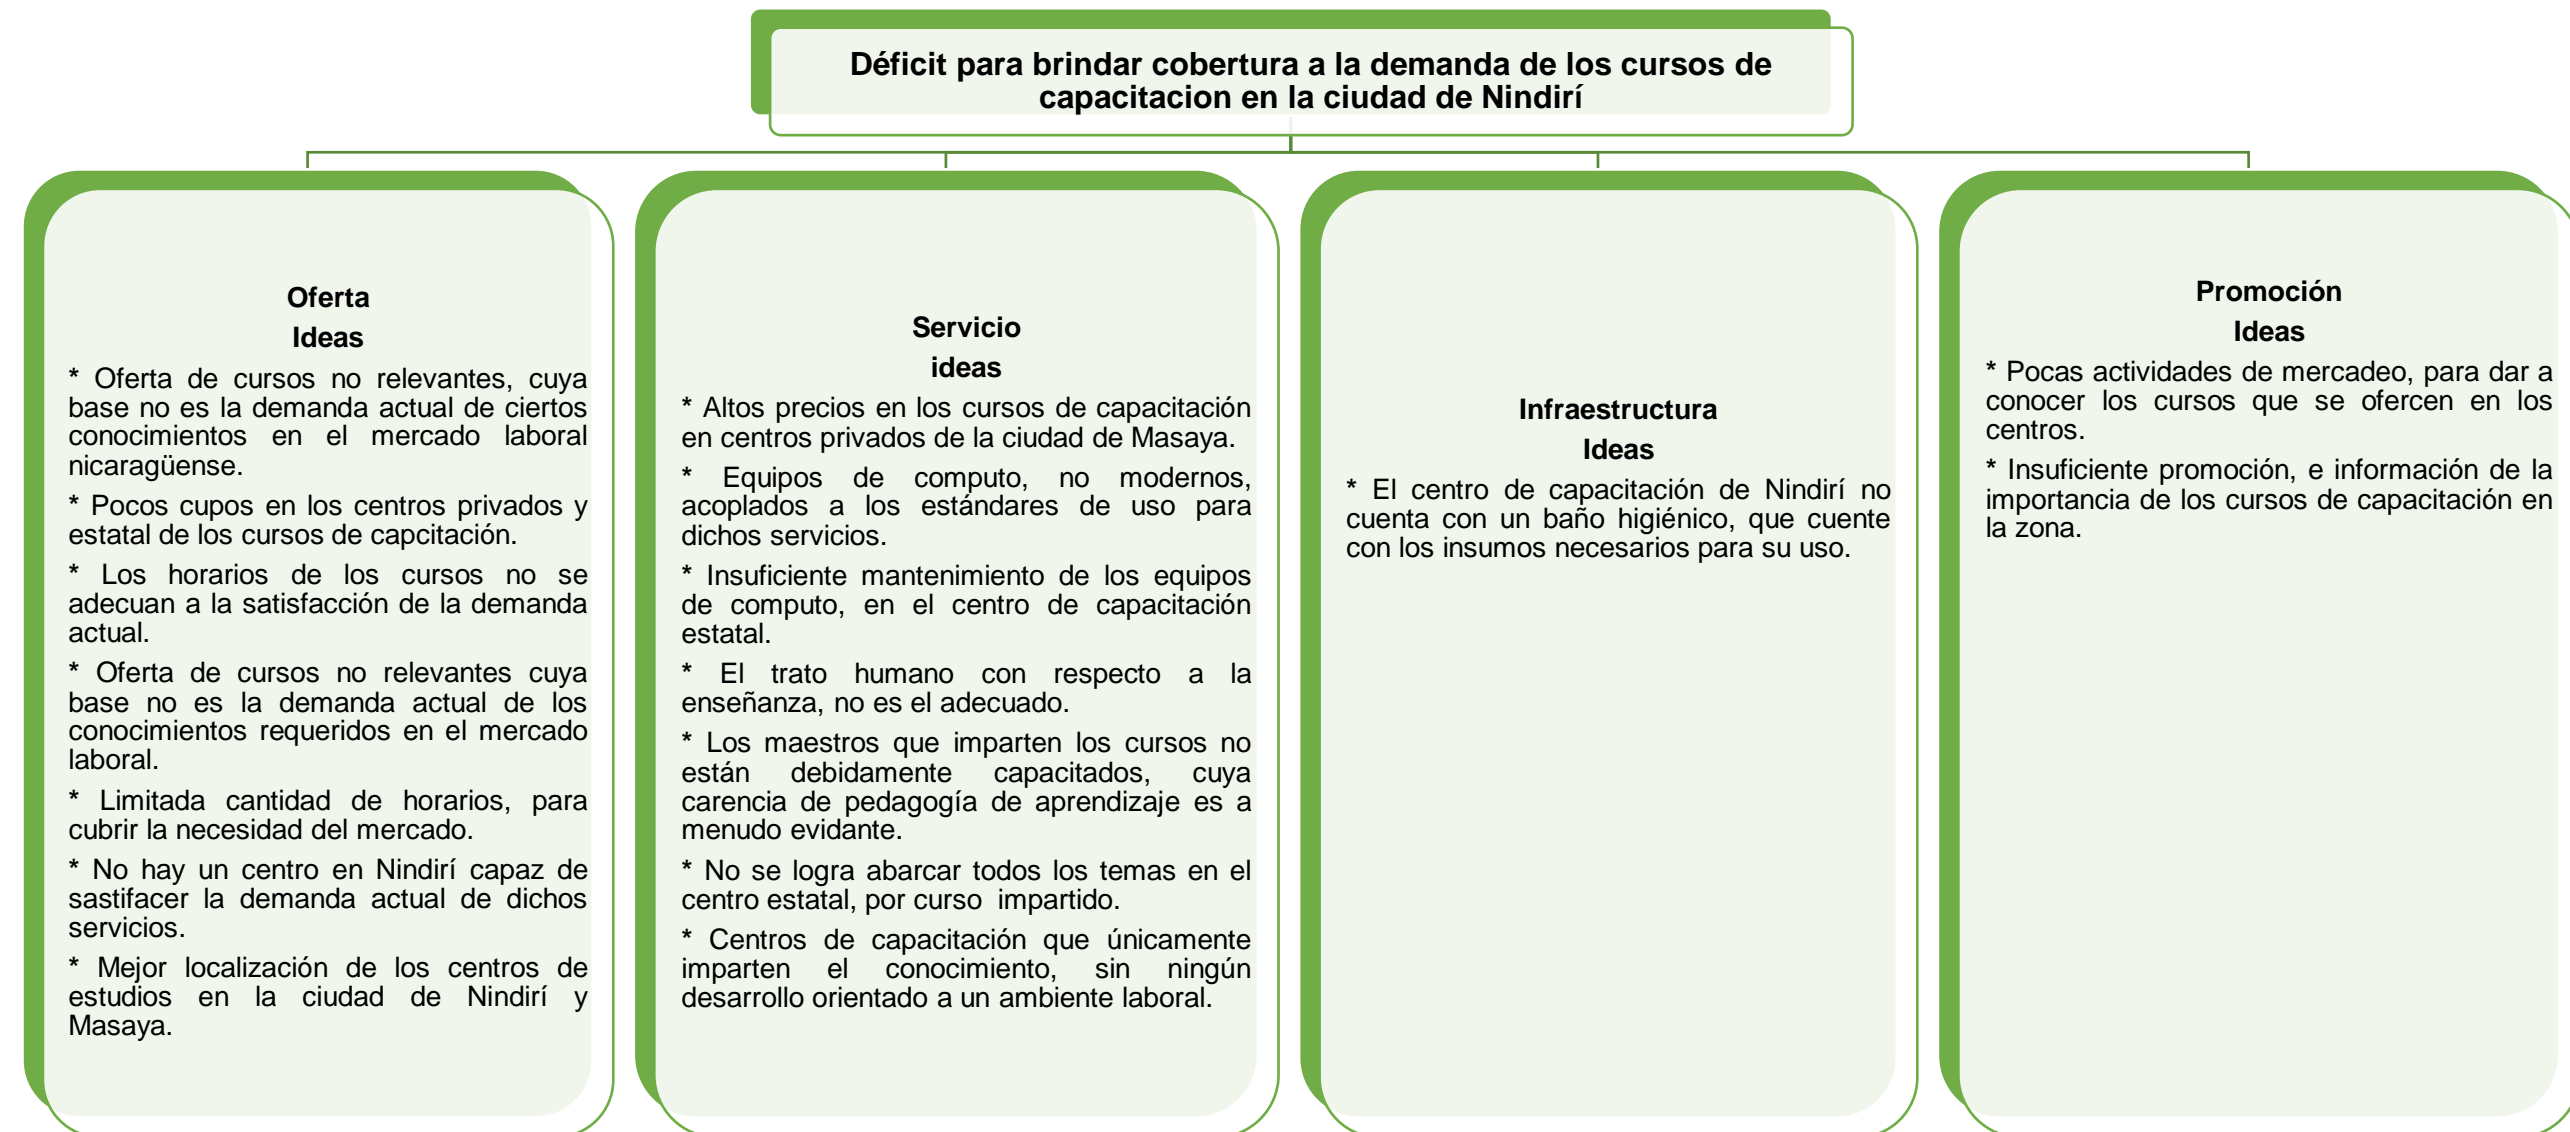 Déficit para brindar cobertura a la demanda de los cursos de
capacitacion en la ciudad de Nindirí
Oferta
Ideas
* Oferta de cursos no relevantes, cuya
base no es la demanda actual de ciertos
conocimientos en el mercado laboral
nicaragüense.
* Pocos cupos en los centros privados y
estatal de los cursos de capcitación.
* Los horarios de los cursos no se
adecuan a la satisfacción de la demanda
actual.
* Oferta de cursos no relevantes cuya
base no es la demanda actual de los
conocimientos requeridos en el mercado
laboral.
* Limitada cantidad de horarios, para
cubrir la necesidad del mercado.
* No hay un centro en Nindirí capaz de
sastifacer la demanda actual de dichos
servicios.
* Mejor localización de los centros de
estudios en la ciudad de Nindirí y
Masaya.
Servicio
ideas
* Altos precios en los cursos de capacitación
en centros privados de la ciudad de Masaya.
* Equipos de computo, no modernos,
acoplados a los estándares de uso para
dichos servicios.
* Insuficiente mantenimiento de los equipos
de computo, en el centro de capacitación
estatal.
* El trato humano con respecto a la
enseñanza, no es el adecuado.
* Los maestros que imparten los cursos no
están debidamente capacitados, cuya
carencia de pedagogía de aprendizaje es a
menudo evidante.
* No se logra abarcar todos los temas en el
centro estatal, por curso impartido.
* Centros de capacitación que únicamente
imparten el conocimiento, sin ningún
desarrollo orientado a un ambiente laboral.
Infraestructura
Ideas
* El centro de capacitación de Nindirí no
cuenta con un baño higiénico, que cuente
con los insumos necesarios para su uso.
Promoción
Ideas
* Pocas actividades de mercadeo, para dar a
conocer los cursos que se ofercen en los
centros.
* Insuficiente promoción, e información de la
importancia de los cursos de capacitación en
la zona.